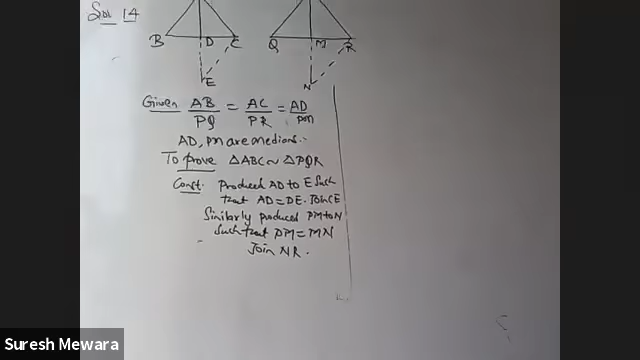 Sol 14
B D C Q M R
E N
Given AB/PQ = AC/PR = AD/PM
AD, PM are medians.
To prove △ABC ~ △PQR
Const. Produced AD to E Such
that AD = DE. Join CE
Similarly produced PM to N
Such that PM = MN
Join NR.
Suresh Mewara